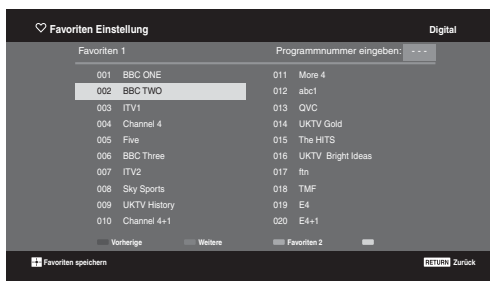 Favoriten Einstellung Digital
Favoriten 1 Programmnummer eingeben: - - -
001 BBC ONE 011 More 4
002 BBC TWO 012 abc1
003 ITV1 013 QVC
004 Channel 4 014 UKTV Gold
005 Five 015 The HITS
006 BBC Three 016 UKTV Bright Ideas
007 ITV2 017 ftn
008 Sky Sports 018 TMF
009 UKTV History 019 E4
010 Channel 4+1 020 E4+1
Vorherige Weitere Favoriten 2
Favoriten speichern RETURN Zurück